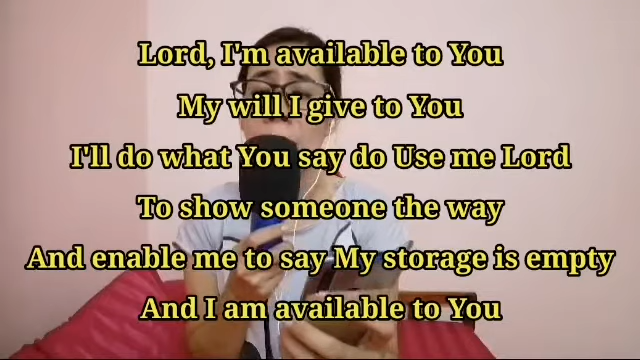 Lord, I'm available to You
My will I give to You
I'll do what You say do Use me Lord
To show someone the way
And enable me to say My storage is empty
And I am available to You